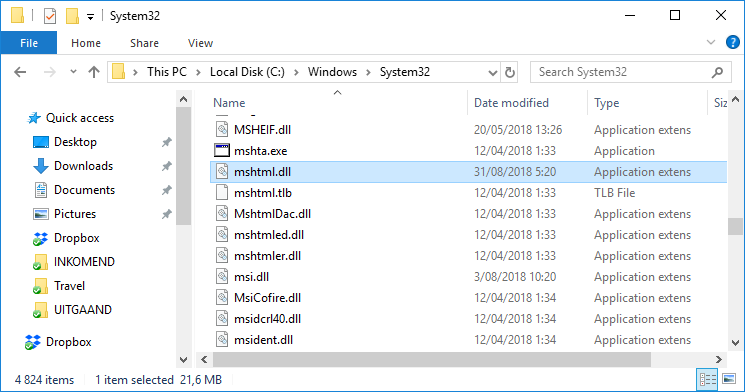 System32
File Home Share View
This PC Local Disk (C:) Windows System32 Search System32
Quick access
Desktop
Downloads
Documents
Pictures
Dropbox
INKOMEND
Travel
UITGAAND
Dropbox
Name Date modified Type Siz
MSHEIF.dll 20/05/2018 13:26 Application extens
mshta.exe 12/04/2018 1:33 Application
mshtml.dll 31/08/2018 5:20 Application extens
mshtml.tlb 12/04/2018 1:33 TLB File
MshtmlDac.dll 12/04/2018 1:33 Application extens
mshtmled.dll 12/04/2018 1:33 Application extens
mshtmler.dll 12/04/2018 1:33 Application extens
msi.dll 3/08/2018 10:20 Application extens
MsiCofire.dll 12/04/2018 1:34 Application extens
msidcrl40.dll 12/04/2018 1:34 Application extens
msident.dll 12/04/2018 1:34 Application extens
4 824 items 1 item selected 21,6 MB